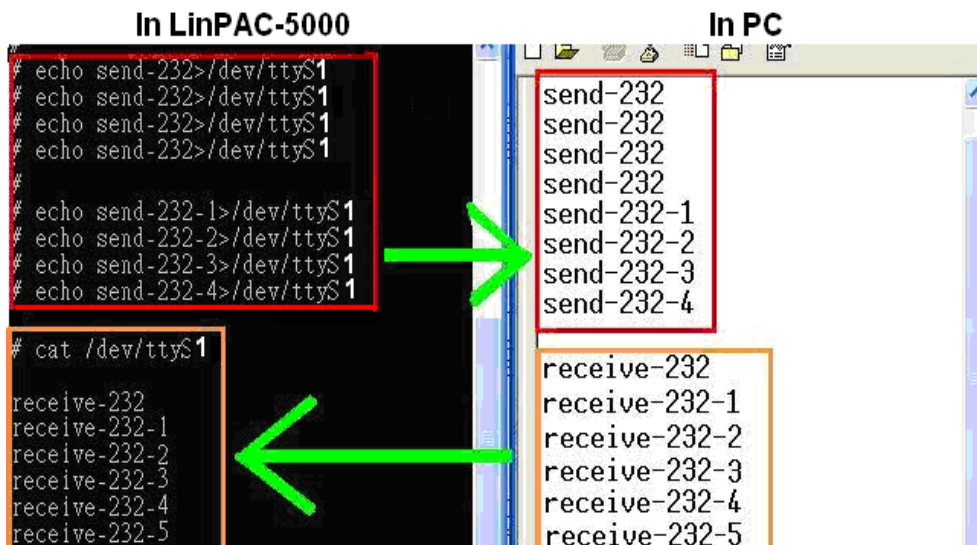 In LinPAC-5000
# echo send-232>/dev/ttyS1
# echo send-232>/dev/ttyS1
# echo send-232>/dev/ttyS1
# echo send-232>/dev/ttyS1
#
# echo send-232-1>/dev/ttyS1
# echo send-232-2>/dev/ttyS1
# echo send-232-3>/dev/ttyS1
# echo send-232-4>/dev/ttyS1
# cat /dev/ttyS1
receive-232
receive-232-1
receive-232-2
receive-232-3
receive-232-4
receive-232-5
In PC
send-232
send-232
send-232
send-232
send-232-1
send-232-2
send-232-3
send-232-4
receive-232
receive-232-1
receive-232-2
receive-232-3
receive-232-4
receive-232-5